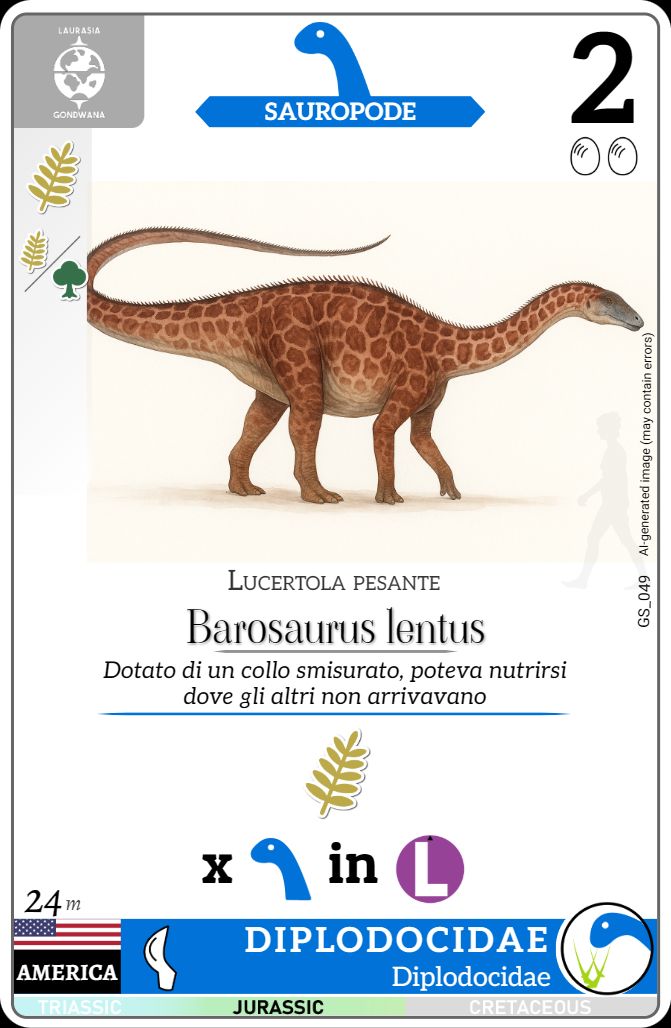 LAURASIA
GONDWANA
SAUROPODE
2
AI-generated image (may contain errors)
GS_049
Lucertola pesante
Barosaurus lentus
Dotato di un collo smisurato, poteva nutrirsi
dove gli altri non arrivavano
x in L
24 m
AMERICA
DIPLODOCIDAE
Diplodocidae
TRIASSIC JURASSIC CRETACEOUS